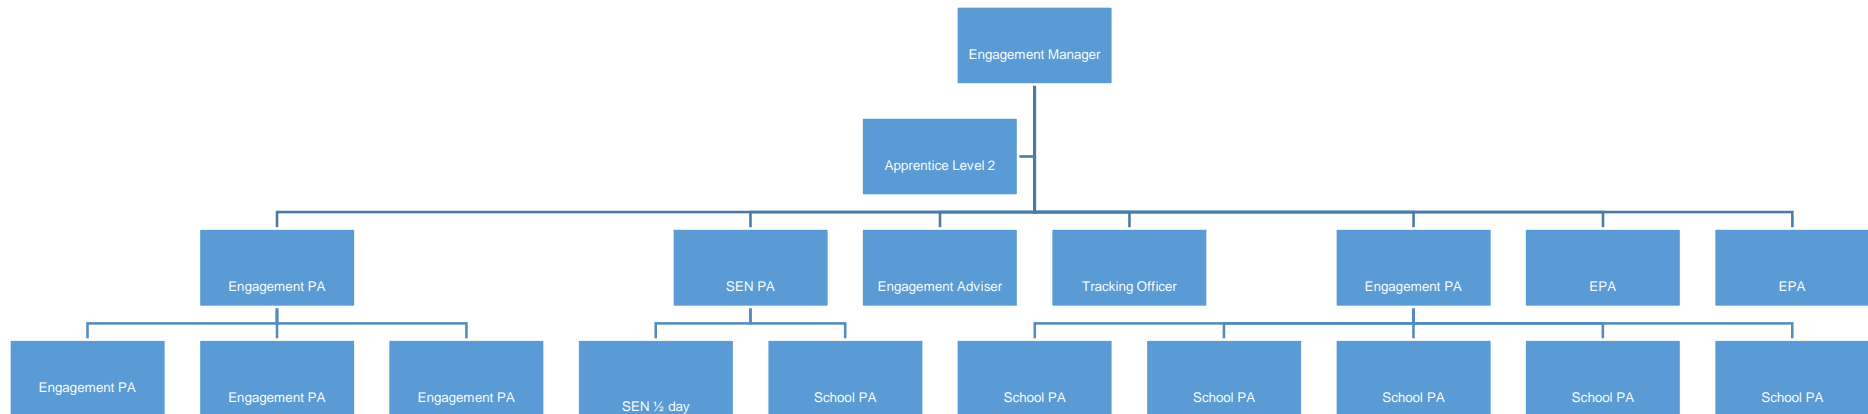 Engagement Manager
Apprentice Level 2
Engagement PA
SEN PA
Engagement Adviser
Tracking Officer
Engagement PA
EPA
EPA
Engagement PA
Engagement PA
Engagement PA
SEN ½ day
School PA
School PA
School PA
School PA
School PA
School PA